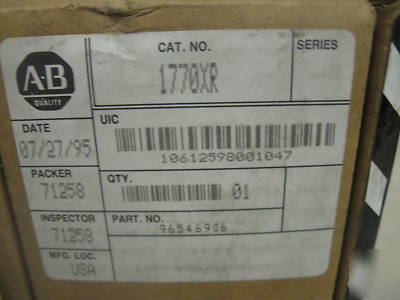 CAT. NO.
SERIES
1770XR
A-B
QUALITY
UIC
DATE
07/27/95
10612598001047
PACKER
71258
QTY.
01
INSPECTOR
71258
PART. NO.
96546906
MFG. LOC.
USA